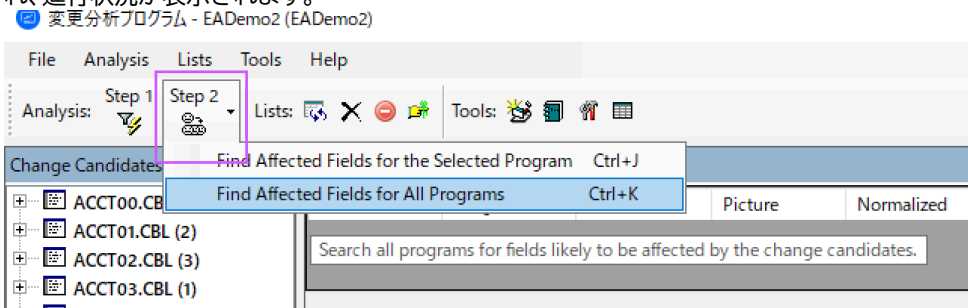 れ、進行状況が表示されます。
変更分析プログラム - EADemo2 (EADemo2)
File Analysis Lists Tools Help
Analysis: Step 1 Step 2 Lists: Tools:
Change Candidates
Find Affected Fields for the Selected Program Ctrl+J
Find Affected Fields for All Programs Ctrl+K
Picture Normalized
ACCT00.CB
ACCT01.CBL (2)
Search all programs for fields likely to be affected by the change candidates.
ACCT02.CBL (3)
ACCT03.CBL (1)